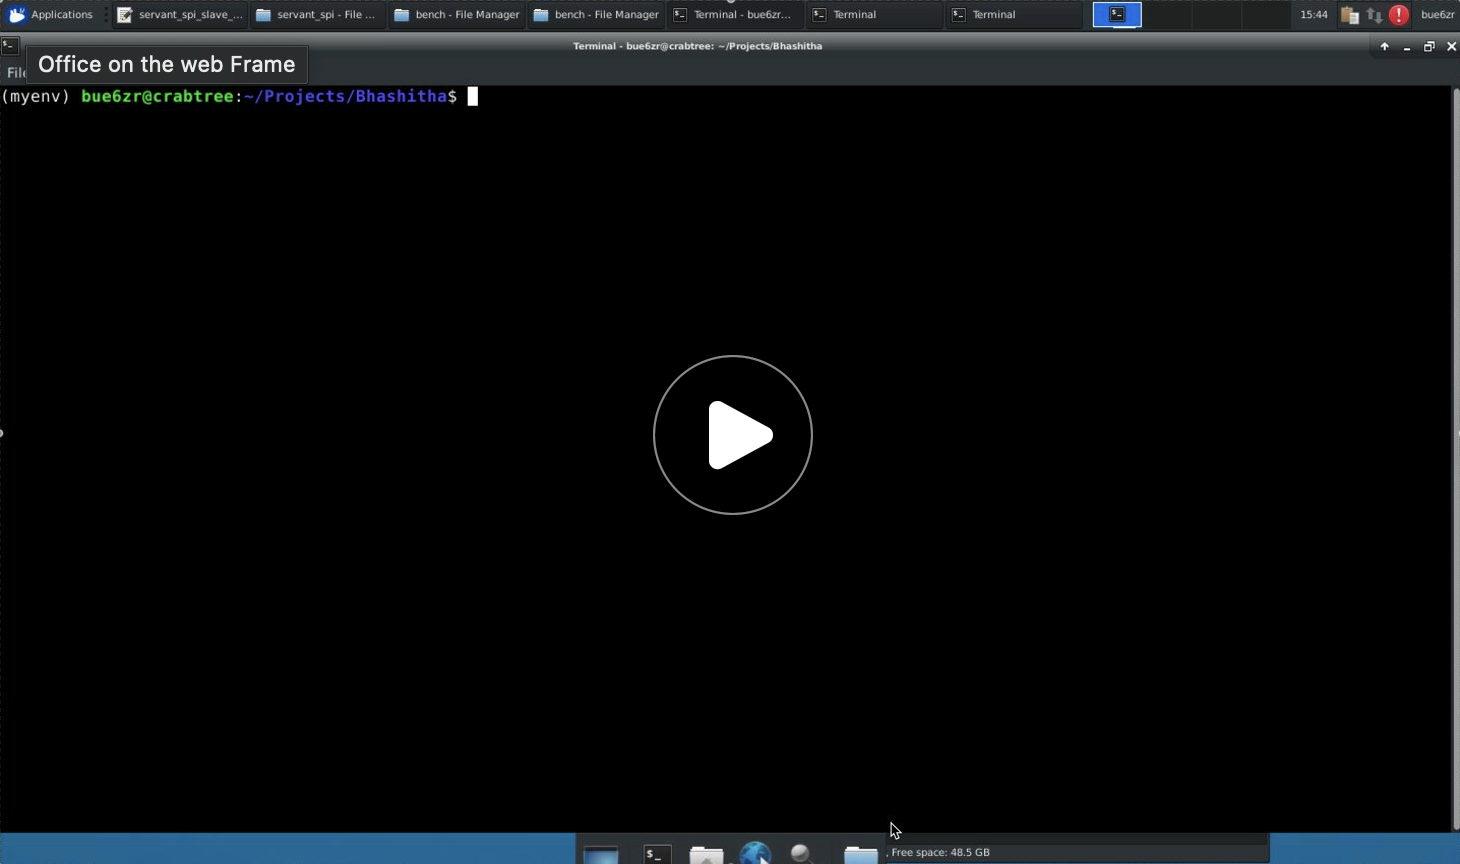 Applications servant_spi_slave_... servant_spi - File ... bench - File Manager bench - File Manager Terminal - bue6zr... Terminal Terminal 15:44 bue6zr
Terminal - bue6zr@crabtree: ~/Projects/Bhashitha
Office on the web Frame
File
(myenv) bue6zr@crabtree:~/Projects/Bhashitha$
, Free space: 48.5 GB